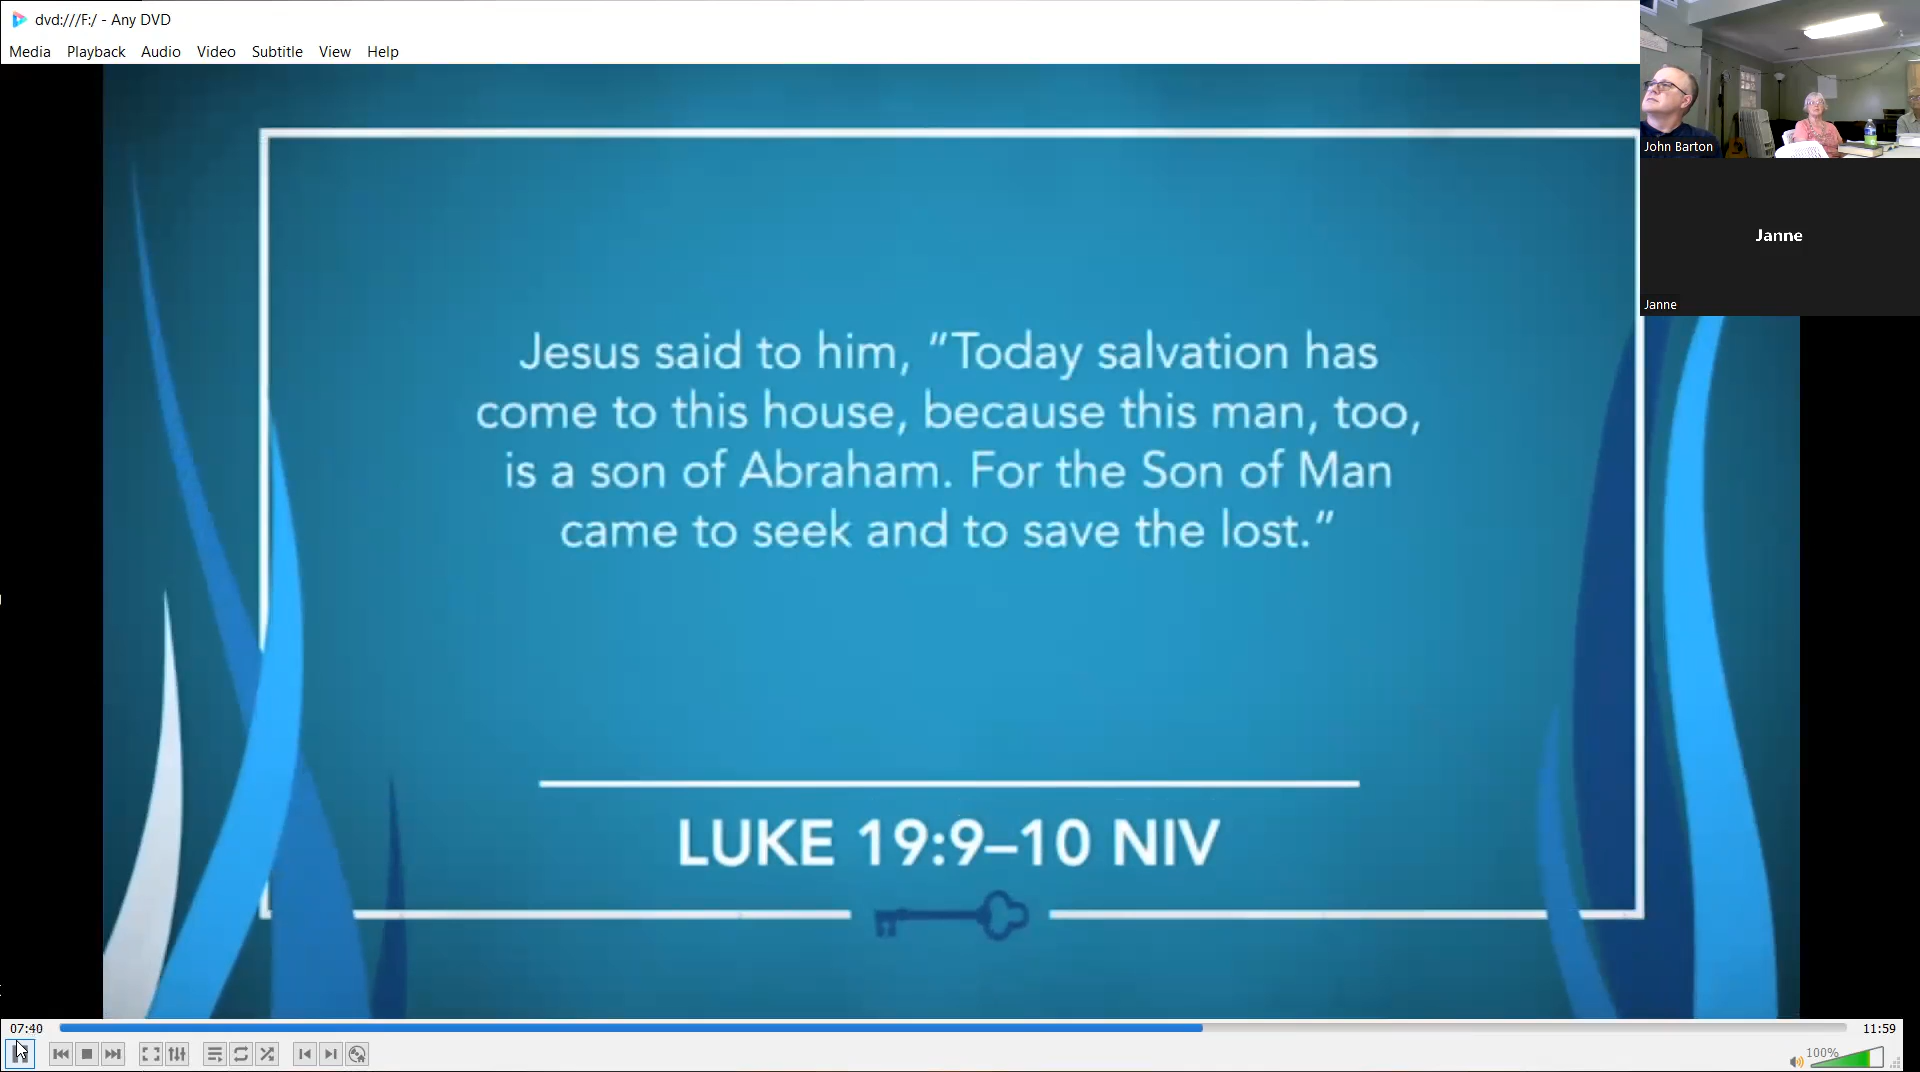 dvd:///F:/ - Any DVD
Media Playback Audio Video Subtitle View Help
John Barton
Janne
Janne
Jesus said to him, “Today salvation has
come to this house, because this man, too,
is a son of Abraham. For the Son of Man
came to seek and to save the lost.”
LUKE 19:9–10 NIV
07:40
11:59
100%